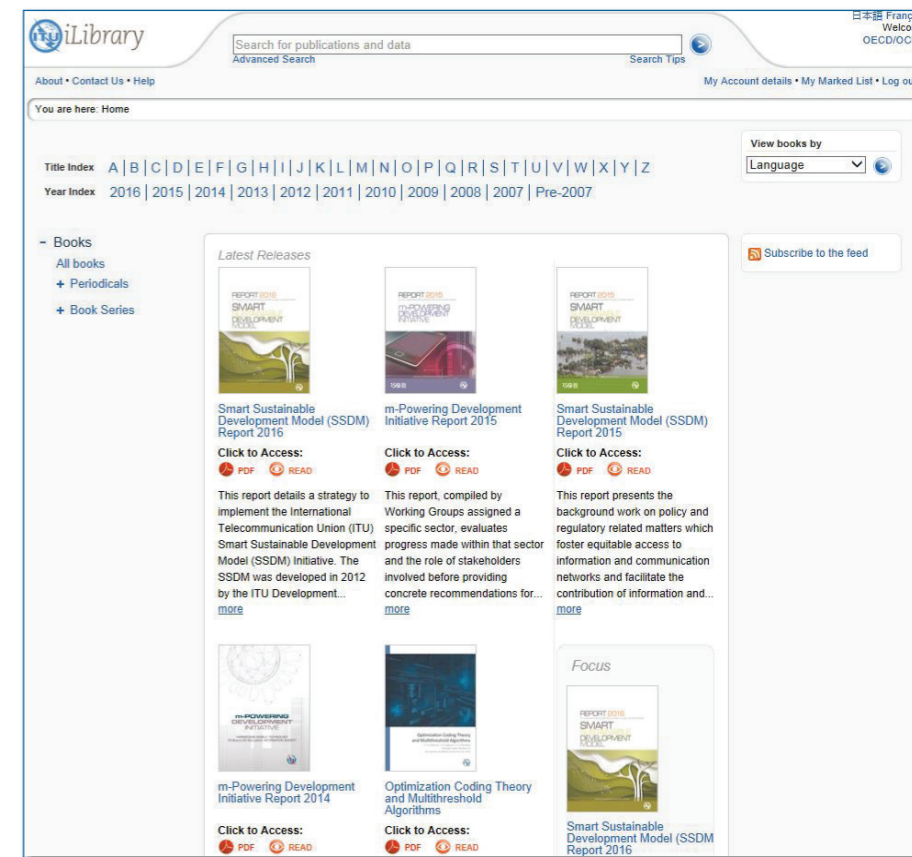 ITU iLibrary
日本語 Franç
Welco
OECD/OC
Search for publications and data
Advanced Search
Search Tips
About • Contact Us • Help
My Account details • My Marked List • Log ou
You are here: Home
View books by
Language
Title Index A | B | C | D | E | F | G | H | I | J | K | L | M | N | O | P | Q | R | S | T | U | V | W | X | Y | Z
Year Index 2016 | 2015 | 2014 | 2013 | 2012 | 2011 | 2010 | 2009 | 2008 | 2007 | Pre-2007
- Books
All books
+ Periodicals
+ Book Series
Subscribe to the feed
Latest Releases
REPORT 2016
SMART
DEVELOPMENT
MODEL
Smart Sustainable
Development Model (SSDM)
Report 2016
Click to Access:
PDF READ
This report details a strategy to
implement the International
Telecommunication Union (ITU)
Smart Sustainable Development
Model (SSDM) Initiative. The
SSDM was developed in 2012
by the ITU Development...
more
REPORT 2015
m-POWERING
DEVELOPMENT
INITIATIVE
m-Powering Development
Initiative Report 2015
Click to Access:
PDF READ
This report, compiled by
Working Groups assigned a
specific sector, evaluates
progress made within that sector
and the role of stakeholders
involved before providing
concrete recommendations for...
more
REPORT 2015
SMART
DEVELOPMENT
MODEL
Smart Sustainable
Development Model (SSDM)
Report 2015
Click to Access:
PDF READ
This report presents the
background work on policy and
regulatory related matters which
foster equitable access to
information and communication
networks and facilitate the
contribution of information and...
more
m-POWERING
DEVELOPMENT
INITIATIVE
m-Powering Development
Initiative Report 2014
Click to Access:
PDF READ
Optimization Coding Theory
and Multithreshold Algorithms
Optimization Coding Theory
and Multithreshold
Algorithms
Click to Access:
PDF READ
Focus
REPORT 2016
SMART
DEVELOPMENT
MODEL
Smart Sustainable
Development Model (SSDM
Report 2016